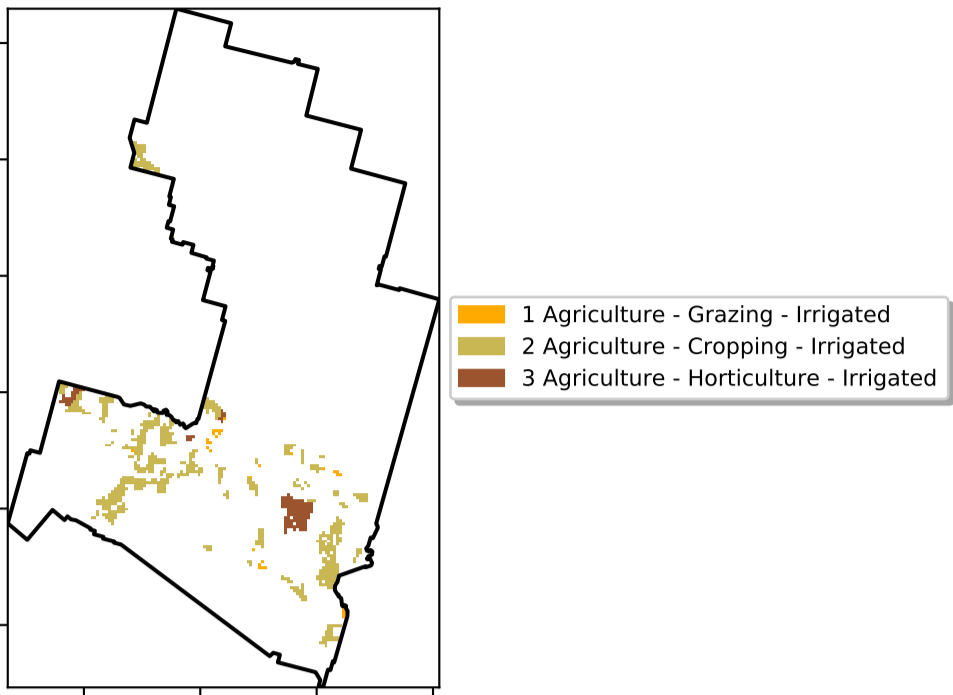 1 Agriculture - Grazing - Irrigated
2 Agriculture - Cropping - Irrigated
3 Agriculture - Horticulture - Irrigated